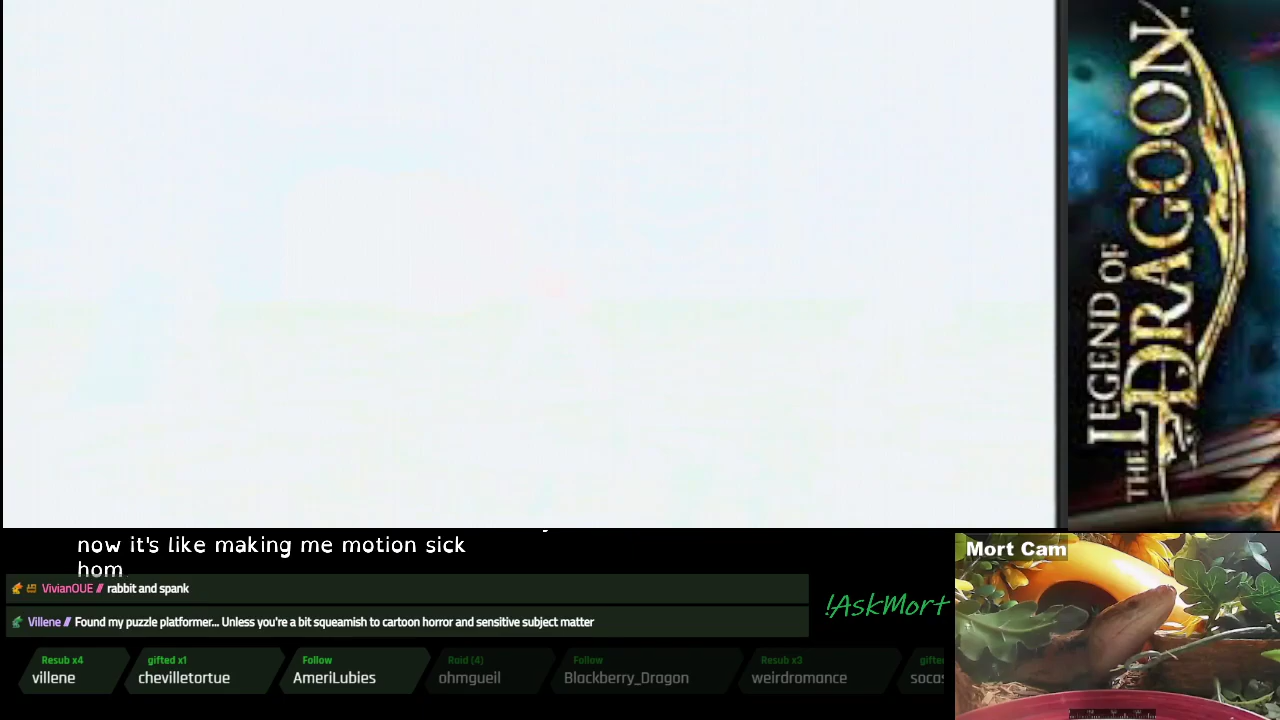 THE LEGEND OF
DRAGOON
now it's like making me motion sick
hom
VivianOUE // rabbit and spank
Villene // Found my puzzle platformer... Unless you're a bit squeamish to cartoon horror and sensitive subject matter
!AskMort
Mort Cam
Resub x4
villene
gifted x1
chevilletortue
Follow
AmeriLubies
Raid (4)
ohmgueil
Follow
Blackberry_Dragon
Resub x3
weirdromance
gifte
socas